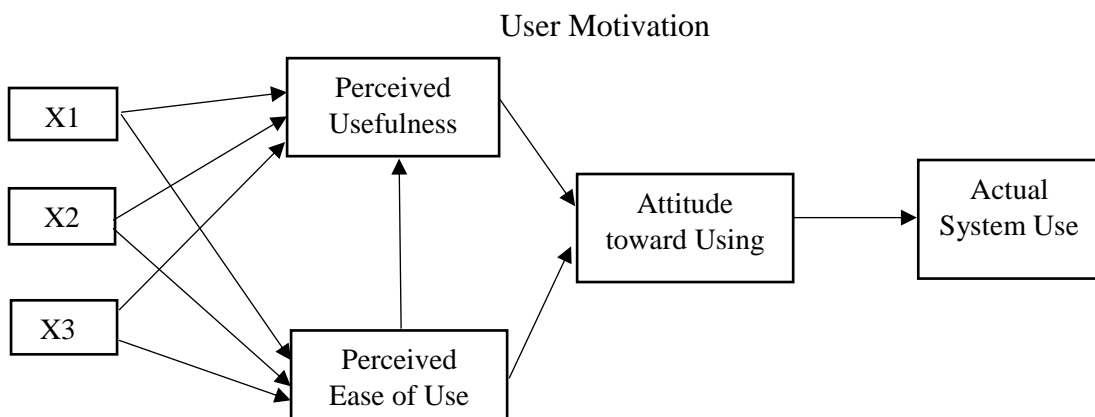 User Motivation
X1
X2
X3
Perceived
Usefulness
Perceived
Ease of Use
Attitude
toward Using
Actual
System Use